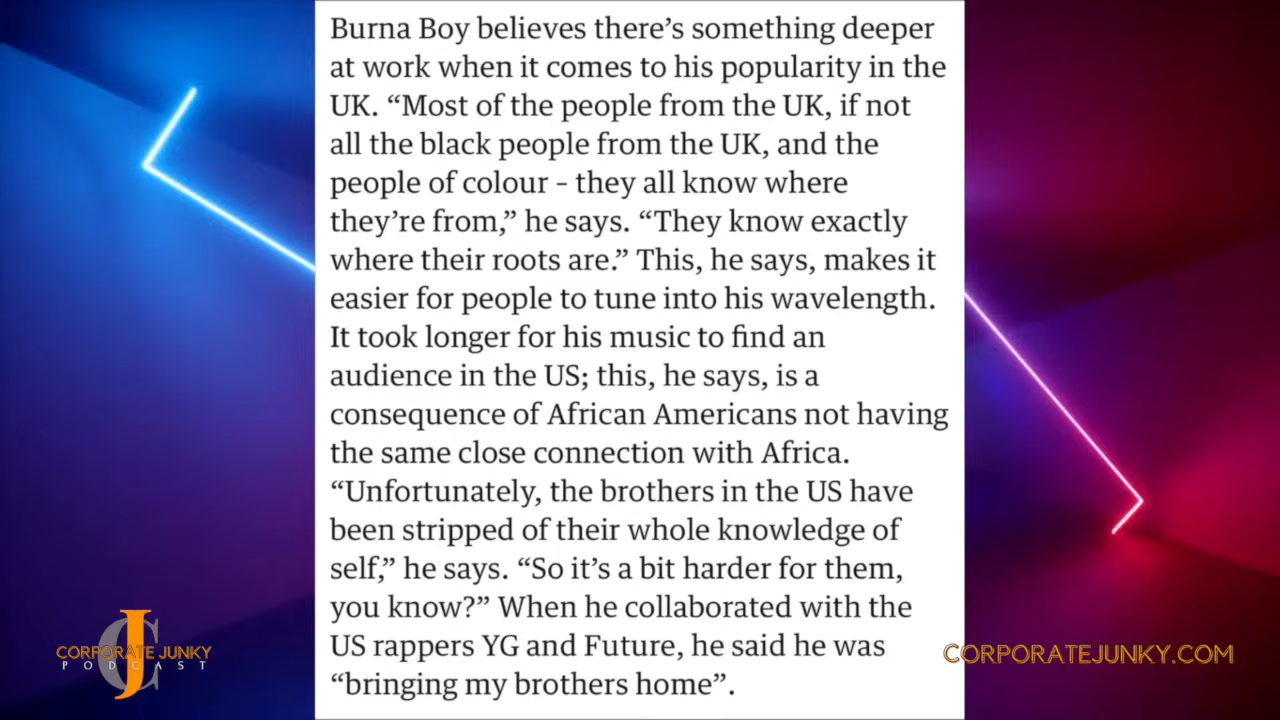 Burna Boy believes there’s something deeper
at work when it comes to his popularity in the
UK. “Most of the people from the UK, if not
all the black people from the UK, and the
people of colour – they all know where
they’re from,” he says. “They know exactly
where their roots are.” This, he says, makes it
easier for people to tune into his wavelength.
It took longer for his music to find an
audience in the US; this, he says, is a
consequence of African Americans not having
the same close connection with Africa.
“Unfortunately, the brothers in the US have
been stripped of their whole knowledge of
self,” he says. “So it’s a bit harder for them,
you know?” When he collaborated with the
US rappers YG and Future, he said he was
“bringing my brothers home”.
CJ
CORPORATE JUNKY
PODCAST
CORPORATEJUNKY.COM